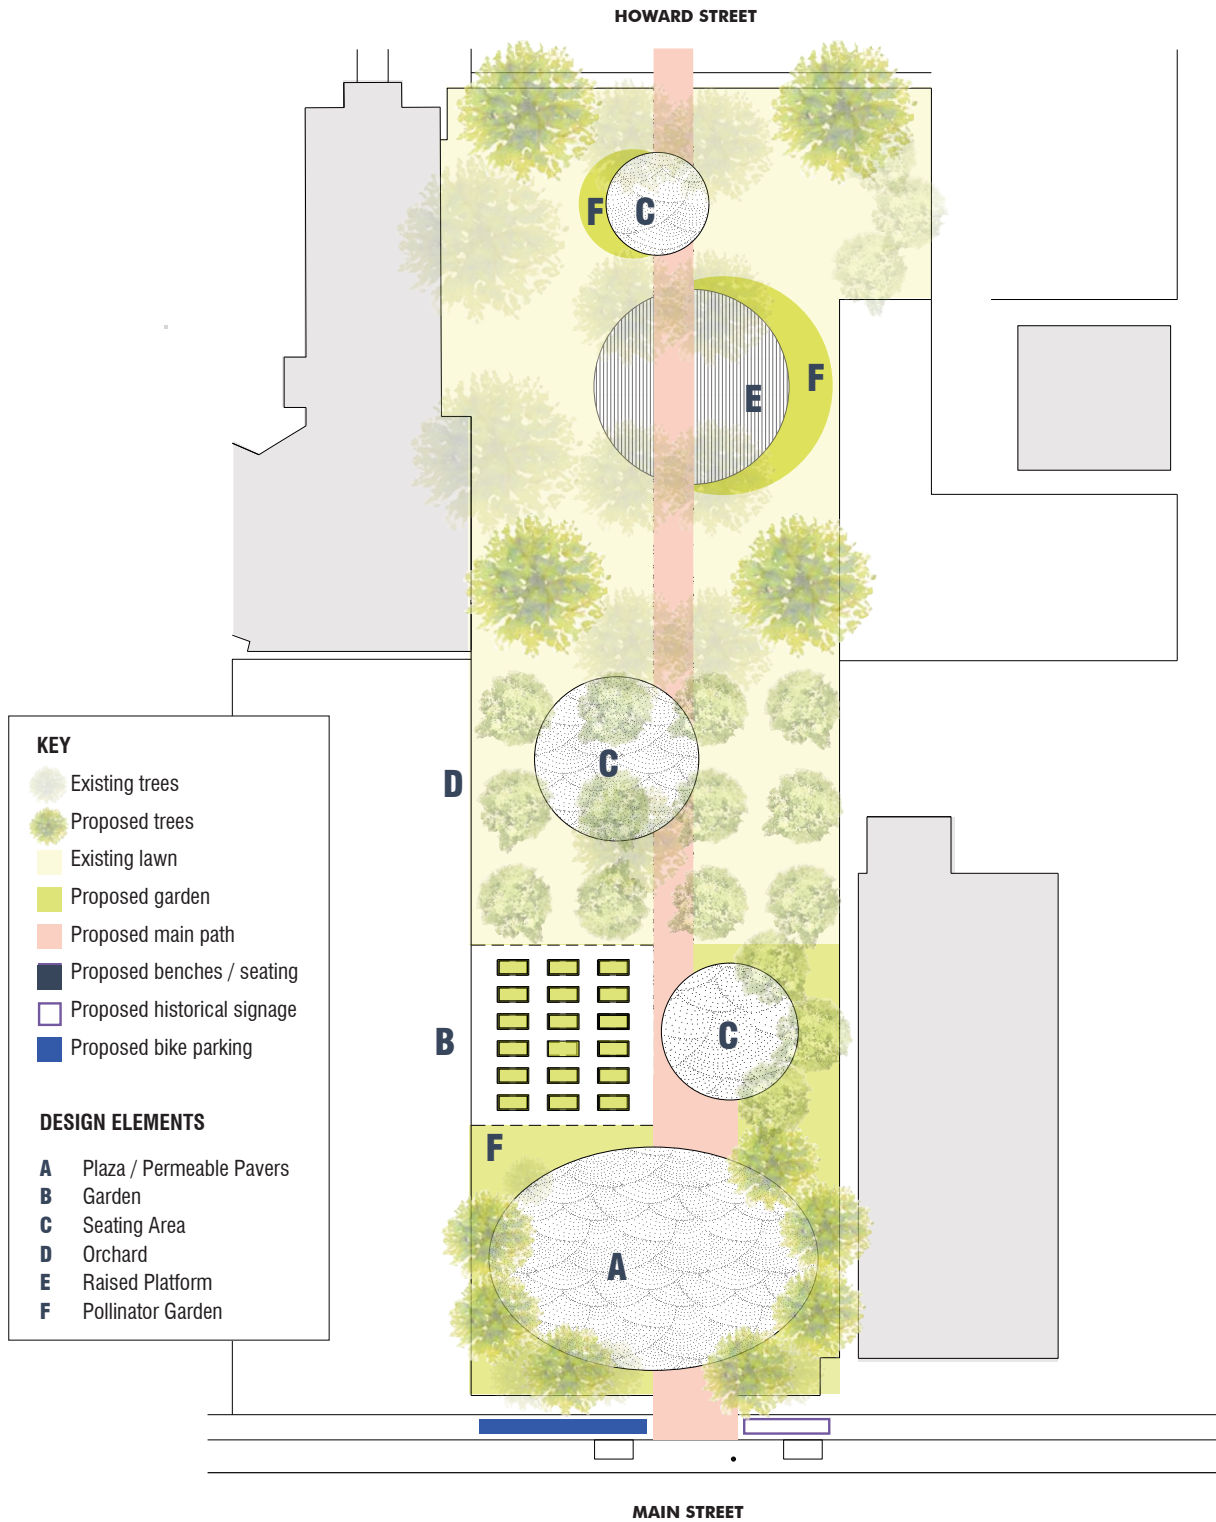 HOWARD STREET
F
C
E
F
C
D
B
C
F
A
KEY
Existing trees
Proposed trees
Existing lawn
Proposed garden
Proposed main path
Proposed benches / seating
Proposed historical signage
Proposed bike parking
DESIGN ELEMENTS
A Plaza / Permeable Pavers
B Garden
C Seating Area
D Orchard
E Raised Platform
F Pollinator Garden
MAIN STREET